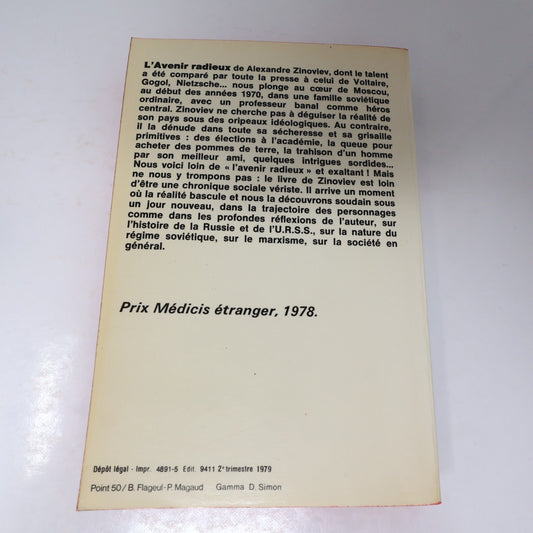 L'Avenir radieux de Alexandre Zinoviev, dont le talent
a été comparé par toute la presse à celui de Voltaire,
Gogol, Nietzsche... nous plonge au cœur de Moscou,
au début des années 1970, dans une famille soviétique
ordinaire, avec un professeur banal comme héros
central. Zinoviev ne cherche pas à déguiser la réalité de
son pays sous des oripeaux idéologiques. Au contraire,
il la dénude dans toute sa sécheresse et sa grisaille
primitives : des élections à l'académie, la queue pour
acheter des pommes de terre, la trahison d'un homme
par son meilleur ami, quelques intrigues sordides...
Nous voici loin de « l'avenir radieux » et exaltant ! Mais
ne nous y trompons pas : le livre de Zinoviev est loin
d'être une chronique sociale vériste. Il arrive un moment
où la réalité bascule et nous la découvrons soudain sous
un jour nouveau, dans la trajectoire des personnages
comme dans les profondes réflexions de l'auteur, sur
l'histoire de la Russie et de l'U.R.S.S., sur la nature du
régime soviétique, sur le marxisme, sur la société en
général.
Prix Médicis étranger, 1978.
Dépôt légal - Impr. 4891-5 Edit. 9411 2e trimestre 1979
Point 50/B. Flageul-P. Magaud Gamma D. Simon